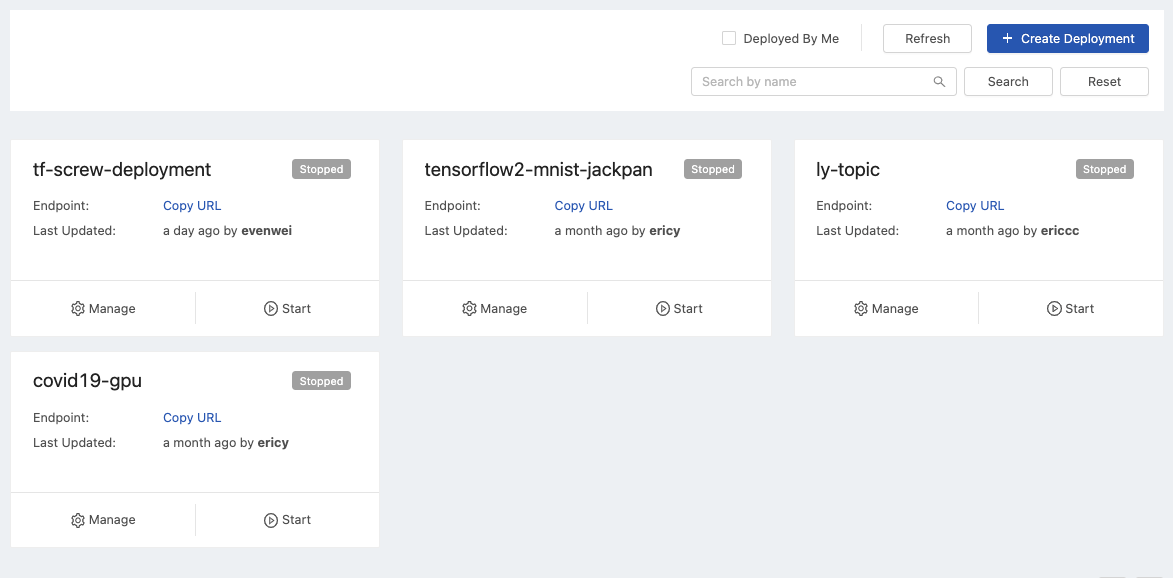 Deployed By Me Refresh + Create Deployment
Search by name Search Reset
tf-screw-deployment Stopped
Endpoint: Copy URL
Last Updated: a day ago by evenwei
Manage Start
tensorflow2-mnist-jackpan Stopped
Endpoint: Copy URL
Last Updated: a month ago by ericy
Manage Start
ly-topic Stopped
Endpoint: Copy URL
Last Updated: a month ago by ericcc
Manage Start
covid19-gpu Stopped
Endpoint: Copy URL
Last Updated: a month ago by ericy
Manage Start